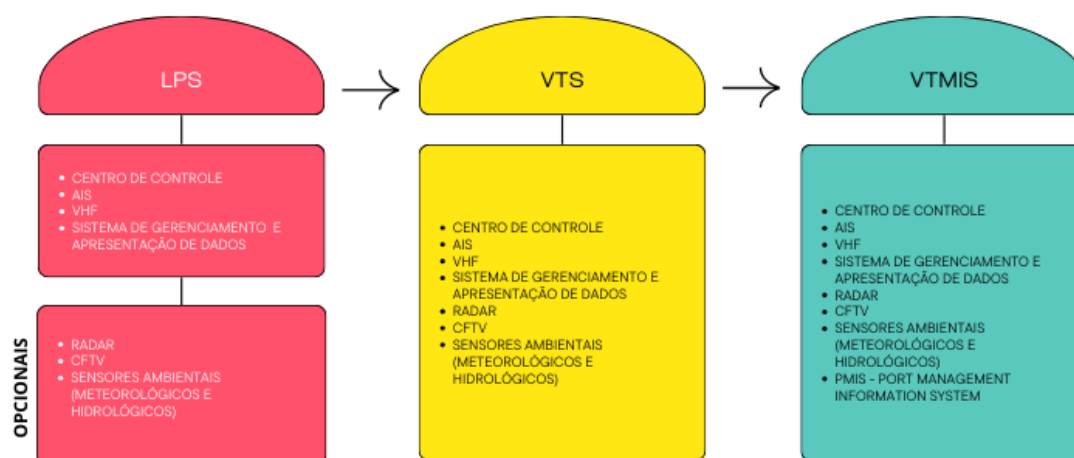 LPS
• CENTRO DE CONTROLE
• AIS
• VHF
• SISTEMA DE GERENCIAMENTO E
APRESENTAÇÃO DE DADOS
OPCIONAIS
• RADAR
• CFTV
• SENSORES AMBIENTAIS
(METEOROLÓGICOS E
HIDROLÓGICOS)
VTS
• CENTRO DE CONTROLE
• AIS
• VHF
• SISTEMA DE GERENCIAMENTO E
APRESENTAÇÃO DE DADOS
• RADAR
• CFTV
• SENSORES AMBIENTAIS
(METEOROLÓGICOS E
HIDROLÓGICOS)
VTMIS
• CENTRO DE CONTROLE
• AIS
• VHF
• SISTEMA DE GERENCIAMENTO E
APRESENTAÇÃO DE DADOS
• RADAR
• CFTV
• SENSORES AMBIENTAIS
(METEOROLÓGICOS E
HIDROLÓGICOS)
• PMIS - PORT MANAGEMENT
INFORMATION SYSTEM